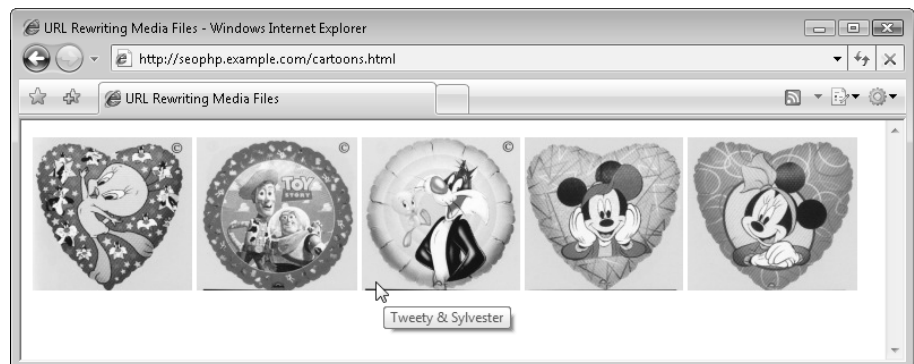 URL Rewriting Media Files - Windows Internet Explorer
http://seophp.example.com/cartoons.html
URL Rewriting Media Files
© © ©
TOY
STORY
Tweety & Sylvester